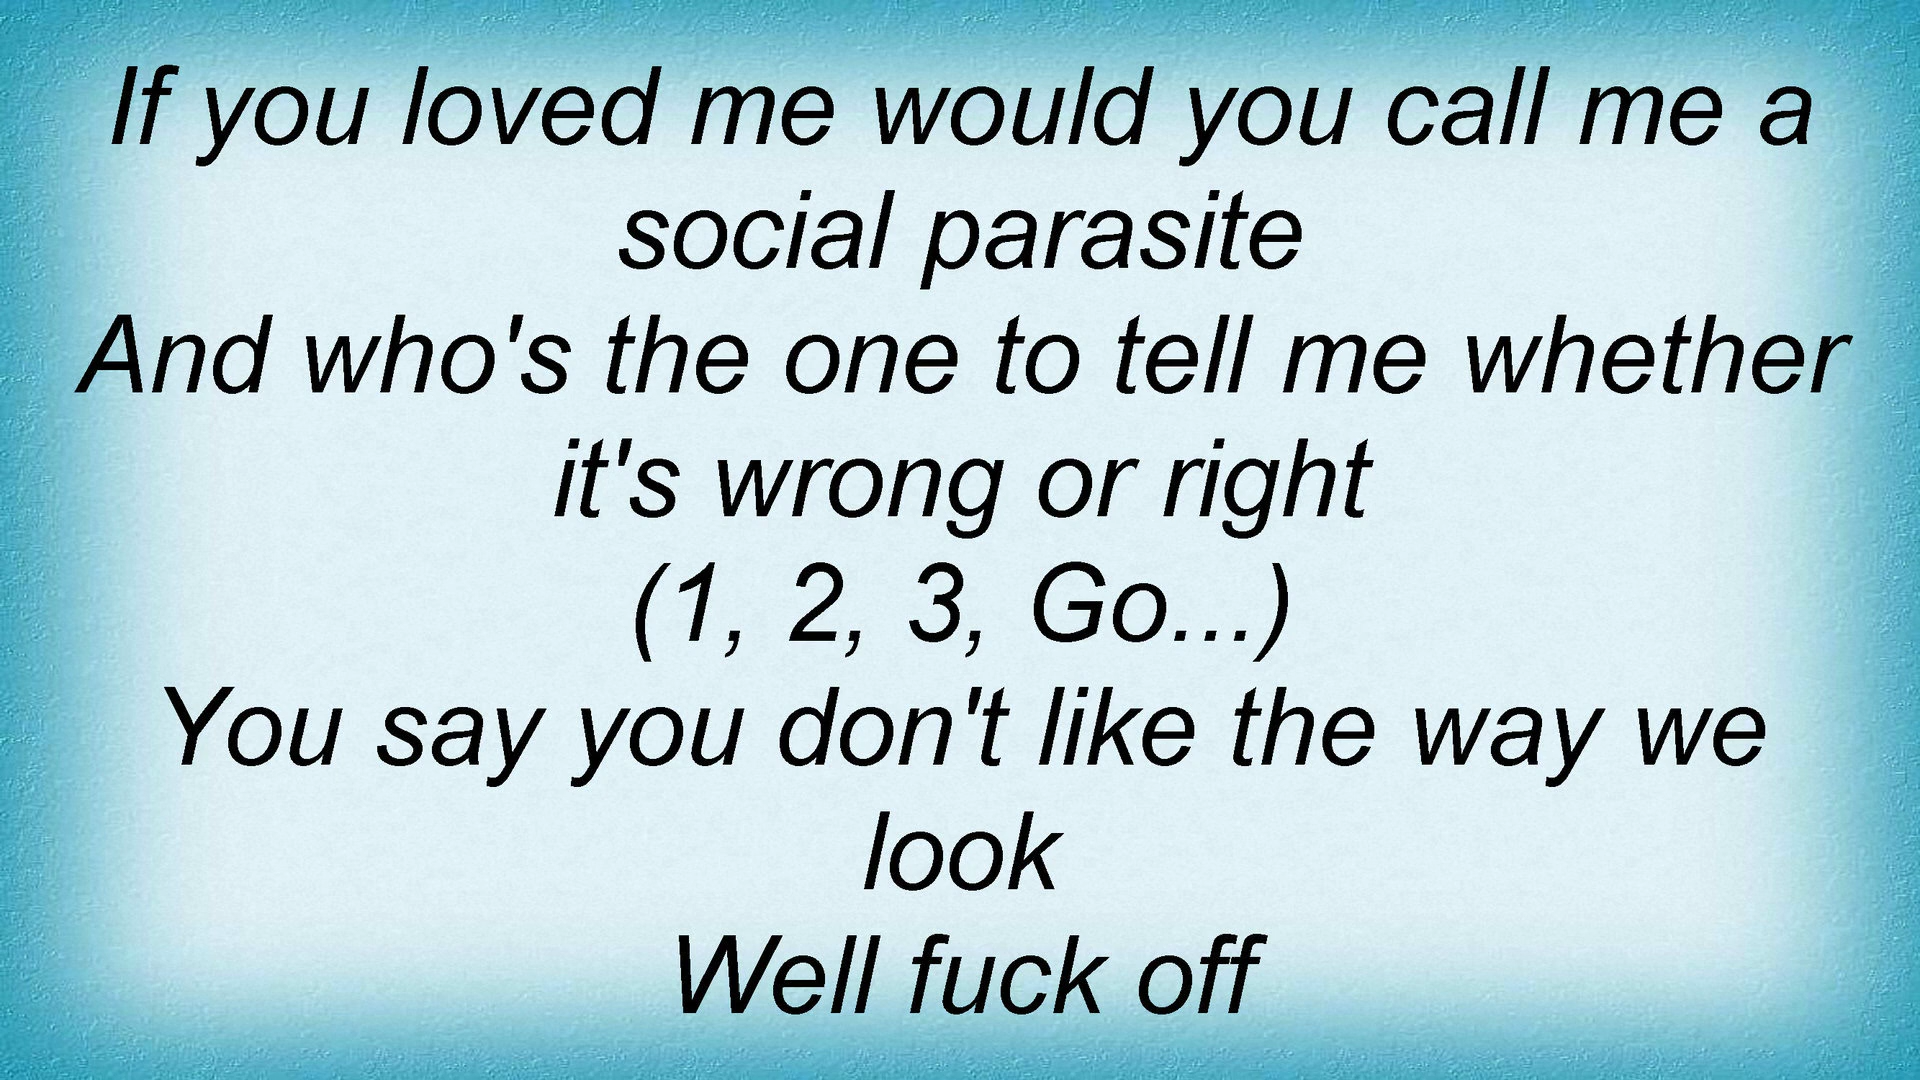 If you loved me would you call me a
social parasite
And who's the one to tell me whether
it's wrong or right
(1, 2, 3, Go...)
You say you don't like the way we
look
Well fuck off